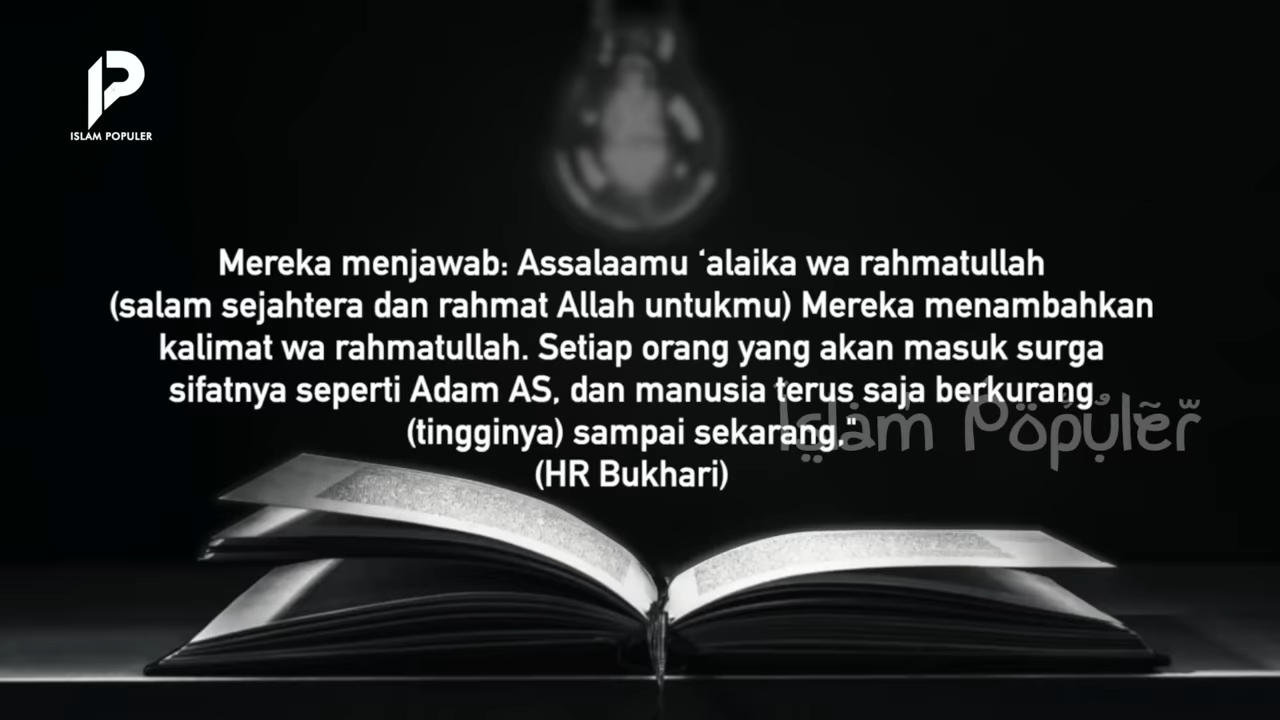 ISLAM POPULER
Mereka menjawab: Assalaamu ‘alaika wa rahmatullah
(salam sejahtera dan rahmat Allah untukmu) Mereka menambahkan
kalimat wa rahmatullah. Setiap orang yang akan masuk surga
sifatnya seperti Adam AS, dan manusia terus saja berkurang
(tingginya) sampai sekarang,"
Islam Populer
(HR Bukhari)